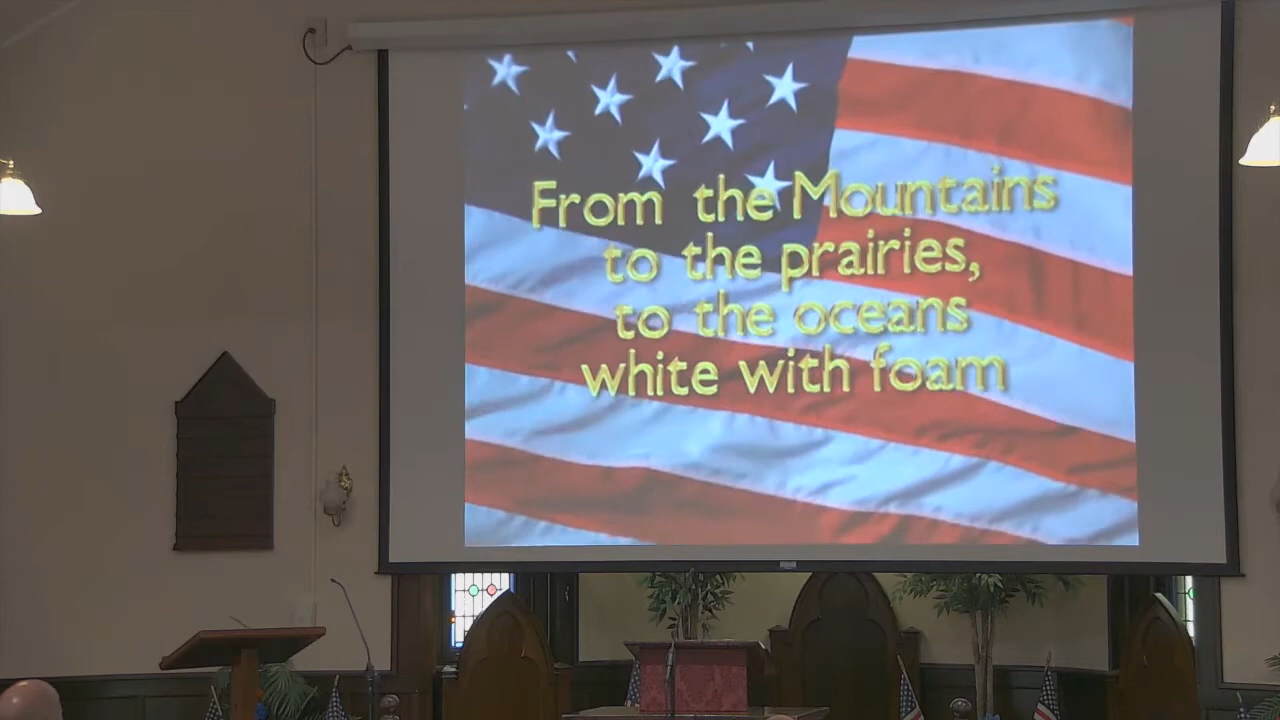 From the Mountains
to the prairies,
to the oceans
white with foam